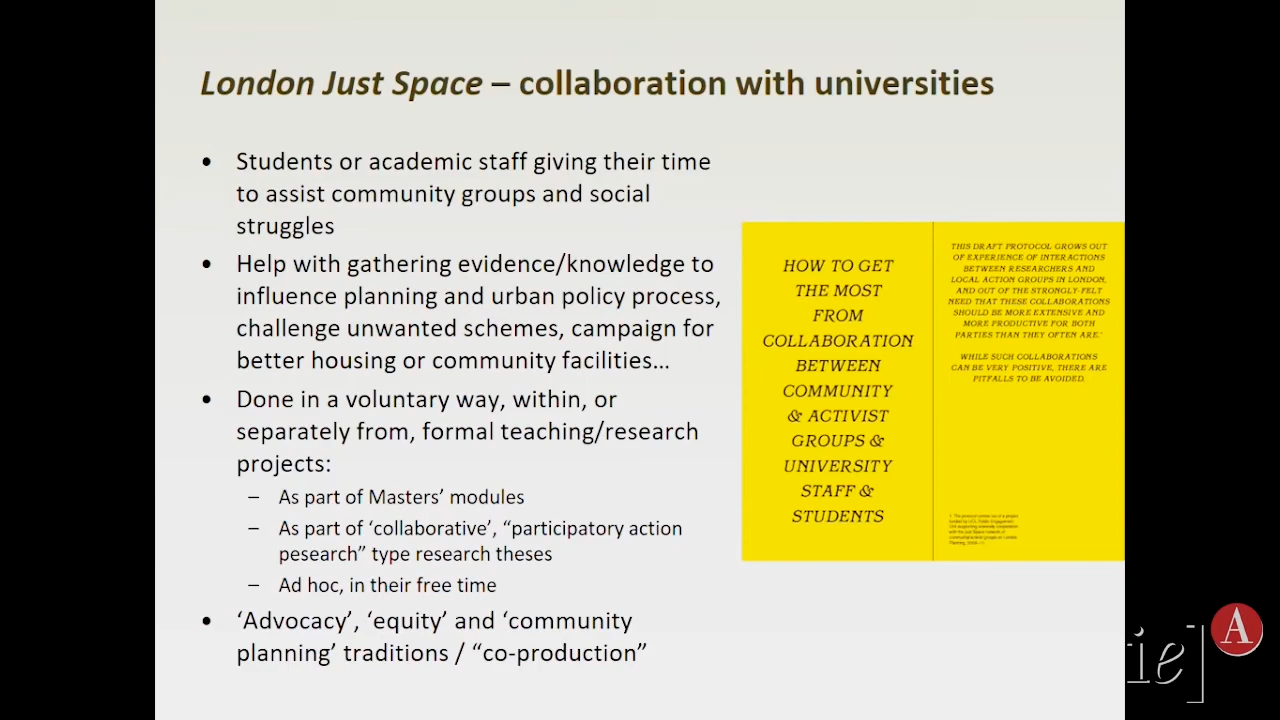 London Just Space – collaboration with universities
• Students or academic staff giving their time
to assist community groups and social
struggles
• Help with gathering evidence/knowledge to
influence planning and urban policy process,
challenge unwanted schemes, campaign for
better housing or community facilities…
• Done in a voluntary way, within, or
separately from, formal teaching/research
projects:
– As part of Masters’ modules
– As part of ‘collaborative’, “participatory action
pesearch” type research theses
– Ad hoc, in their free time
• ‘Advocacy’, ‘equity’ and ‘community
planning’ traditions / “co-production”
HOW TO GET
THE MOST
FROM
COLLABORATION
BETWEEN
COMMUNITY
& ACTIVIST
GROUPS &
UNIVERSITY
STAFF &
STUDENTS
THIS DRAFT PROTOCOL GROWS OUT
OF EXPERIENCE OF INTERACTIONS
BETWEEN RESEARCHERS AND
LOCAL ACTION GROUPS IN LONDON,
AND OUT OF THE STRONGLY-FELT
NEED THAT THESE COLLABORATIONS
SHOULD BE MORE EXTENSIVE AND
MORE PRODUCTIVE FOR BOTH
PARTIES THAN THEY OFTEN ARE.
WHILE SUCH COLLABORATIONS
CAN BE VERY POSITIVE, THERE ARE
PITFALLS TO BE AVOIDED.
ie]
A